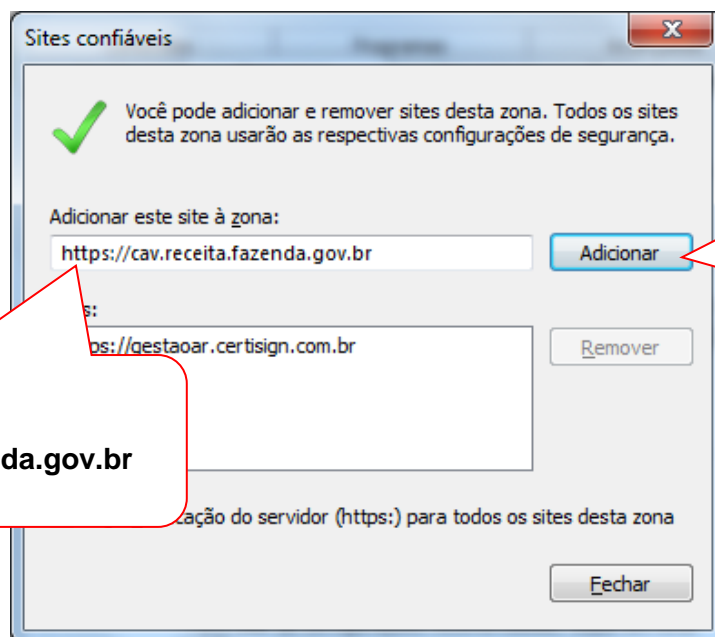 Sites confiáveis
Você pode adicionar e remover sites desta zona. Todos os sites
desta zona usarão as respectivas configurações de segurança.
Adicionar este site à zona:
https://cav.receita.fazenda.gov.br
Adicionar
s:
ps://gestaoar.certisign.com.br
Remover
da.gov.br
cação do servidor (https:) para todos os sites desta zona
Fechar